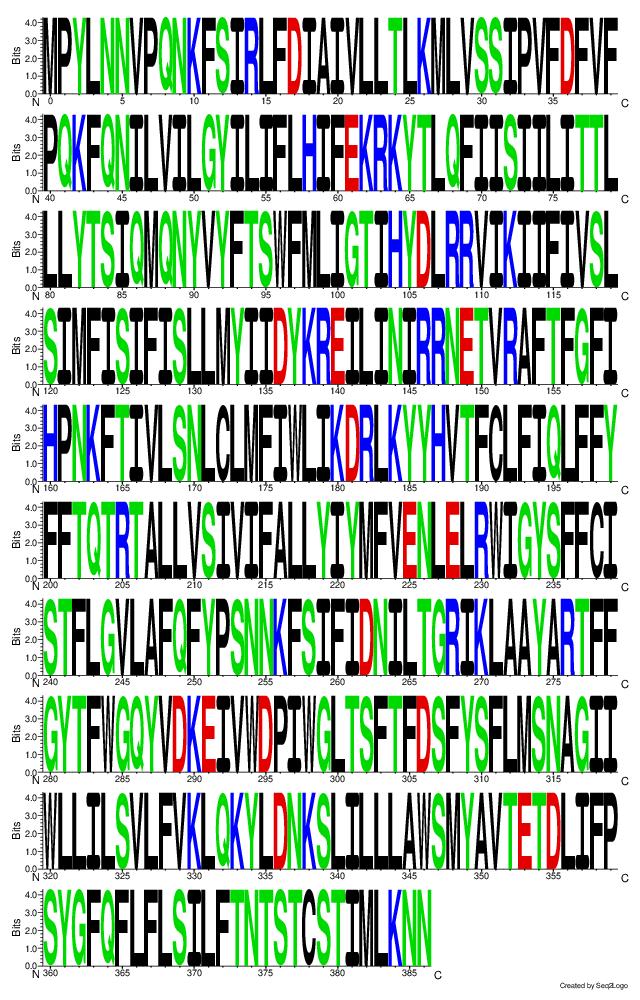 4.0 3.0 2.0 1.0 0.0 Bits
MPYLNNVPQNKFSIRLFDIAIVLLTLKMLVSSIPVFDFVF
N 0 5 10 15 20 25 30 35 C
4.0 3.0 2.0 1.0 0.0 Bits
PQKFQNILVILGYILIFLHIFEKRKYTLQFIISIILITTL
N 40 45 50 55 60 65 70 75 C
4.0 3.0 2.0 1.0 0.0 Bits
LLYTSIQMQNYVYFTSWFMLIGTIHYDLRRVIKIIFIVSL
N 80 85 90 95 100 105 110 115 C
4.0 3.0 2.0 1.0 0.0 Bits
SIMFISIFISLLMYIIDYKREILINIRRNETVRAFTFGFI
N 120 125 130 135 140 145 150 155 C
4.0 3.0 2.0 1.0 0.0 Bits
HPNKFTIVLSNLCLMFIWLIKDRLKYYHVTFCLFIQLFFY
N 160 165 170 175 180 185 190 195 C
4.0 3.0 2.0 1.0 0.0 Bits
FFTQTRTALLVSIVIFALLYIYMFVENLELRWIGYSFFCI
N 200 205 210 215 220 225 230 235 C
4.0 3.0 2.0 1.0 0.0 Bits
STFLGVLAFQFYPSNNKFSIFIDNILTGRIKLAAYARTFF
N 240 245 250 255 260 265 270 275 C
4.0 3.0 2.0 1.0 0.0 Bits
GYTFWGQYVDKEIVWDPIWGLTSFTFDSFYSFLMSNAGII
N 280 285 290 295 300 305 310 315 C
4.0 3.0 2.0 1.0 0.0 Bits
WLLILSVLFVKLQKYLDNKSLILLLAWSMYAVTETDLIFP
N 320 325 330 335 340 345 350 355 C
4.0 3.0 2.0 1.0 0.0 Bits
SYGFQFLFLSILFTNTSTCSTIMLKNN
N 360 365 370 375 380 385 C
Created by Seq2Logo